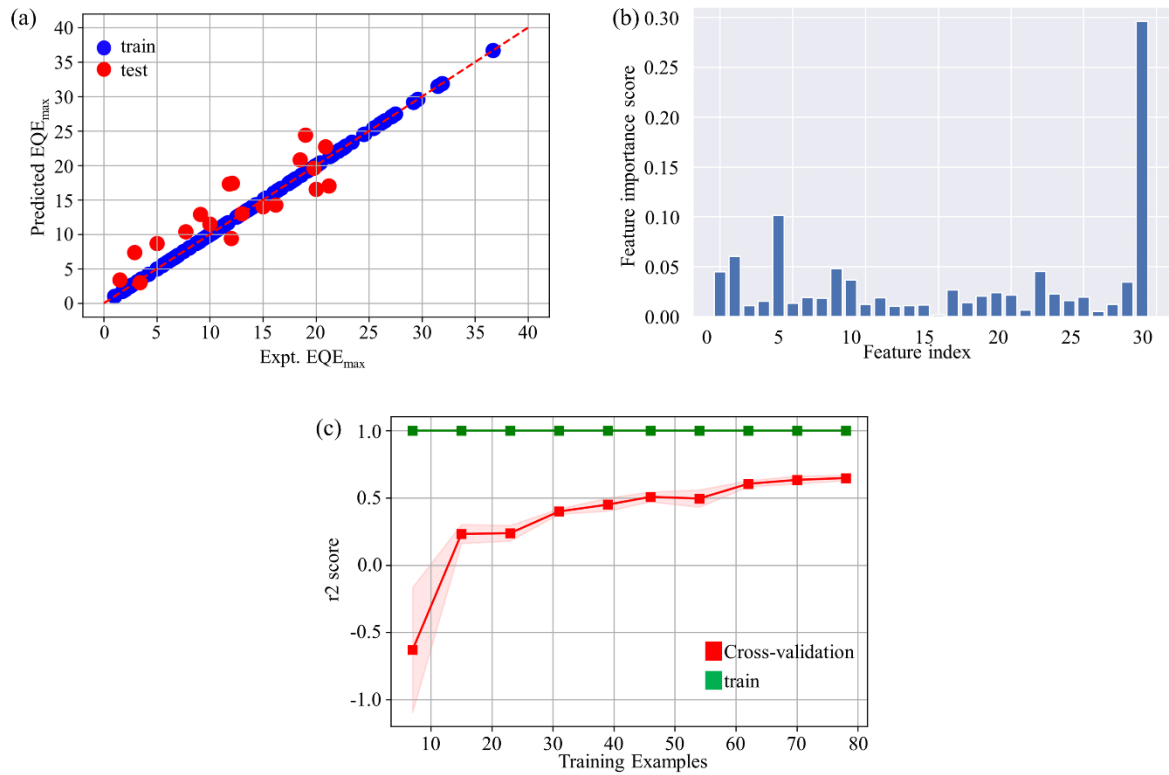 (a)
40
35
30
25
20
15
10
5
0
Predicted EQEmax
train
test
0 5 10 15 20 25 30 35 40
Expt. EQEmax
(b)
0.30
0.25
0.20
0.15
0.10
0.05
0.00
Feature importance score
0 5 10 15 20 25 30
Feature index
(c)
1.0
0.5
0.0
-0.5
-1.0
r2 score
Cross-validation
train
10 20 30 40 50 60 70 80
Training Examples